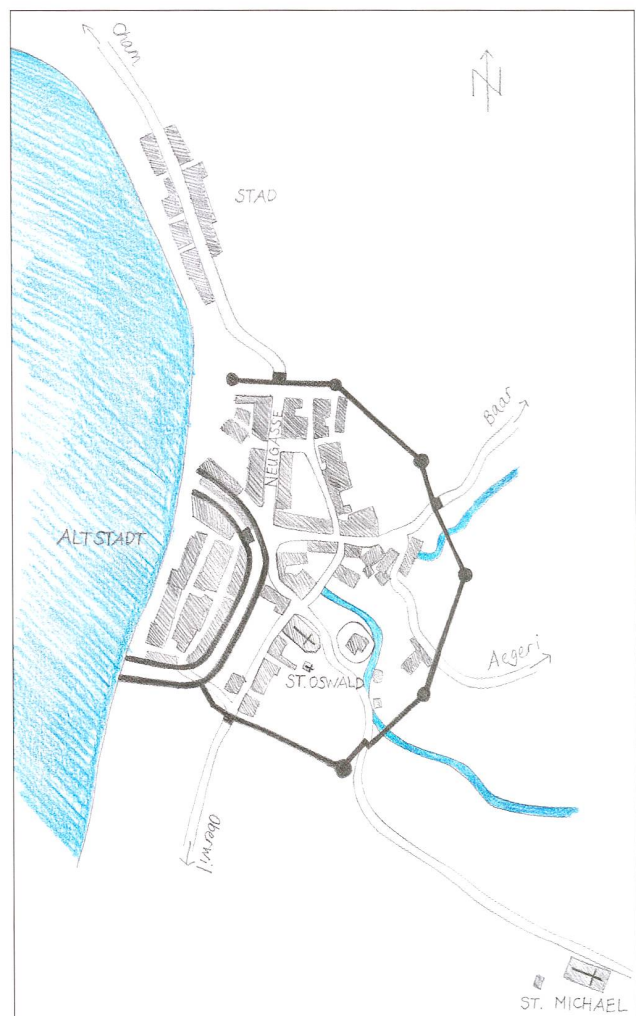 Cham
N
STAD
Baar
NEUGASSE
ALTSTADT
Aegeri
ST. OSWALD
Oberwil
ST. MICHAEL